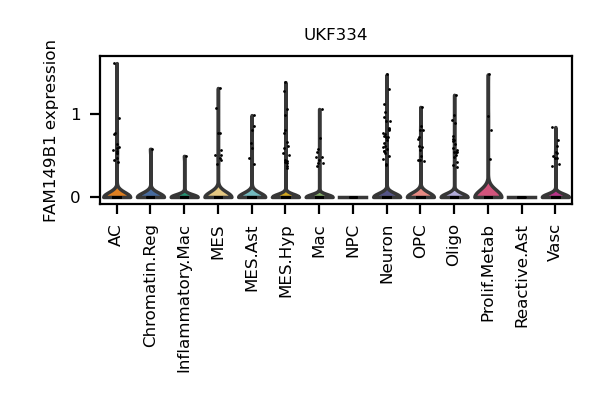 UKF334
FAM149B1 expression
1
0
AC
Chromatin.Reg
Inflammatory.Mac
MES
MES.Ast
MES.Hyp
Mac
NPC
Neuron
OPC
Oligo
Prolif.Metab
Reactive.Ast
Vasc